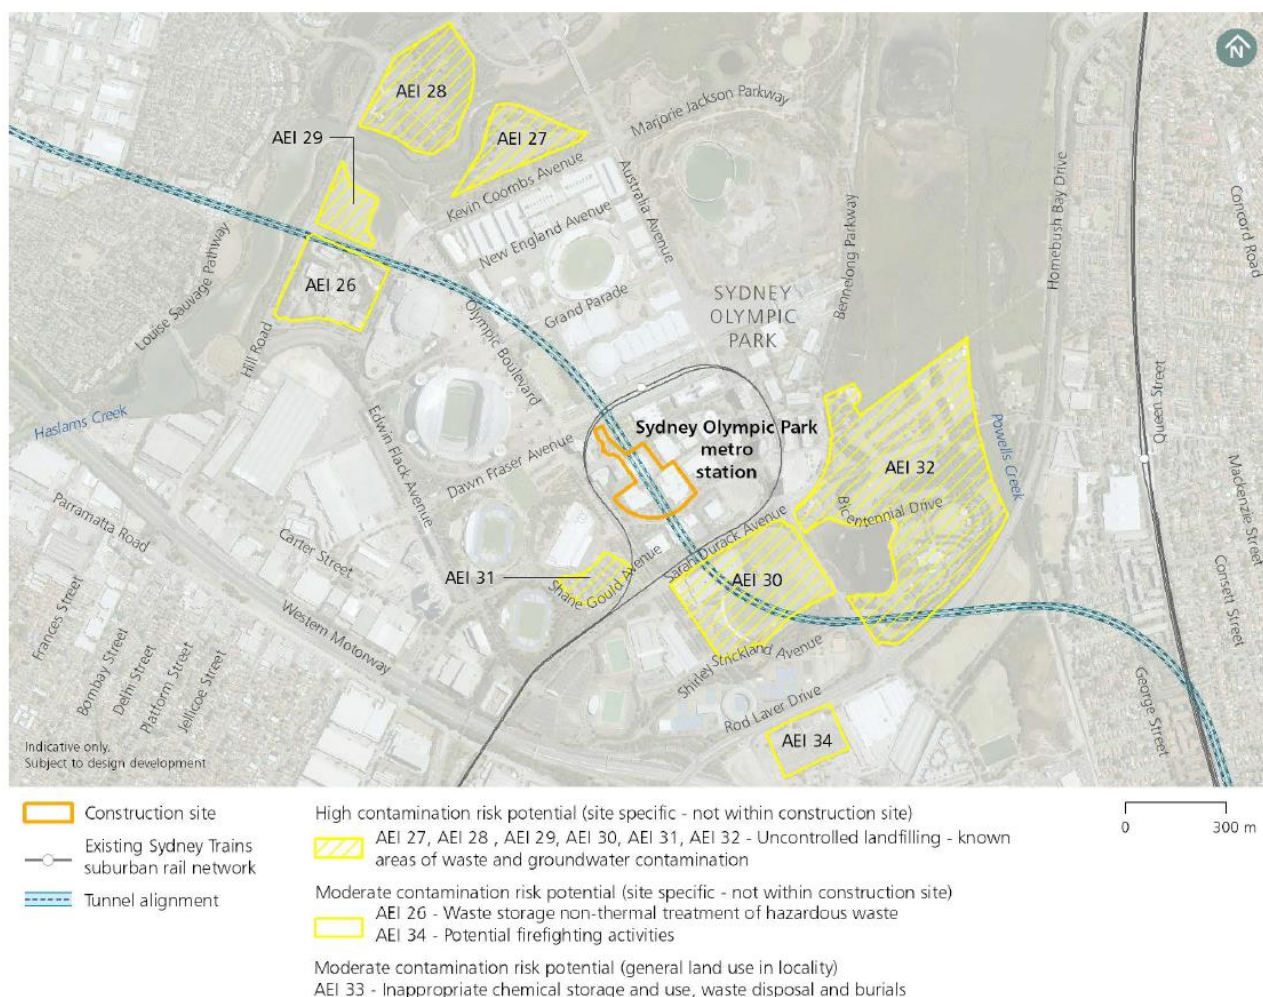 N
AEI 28
AEI 29
AEI 27
Marjorie Jackson Parkway
Kevin Coombs Avenue
Australia Avenue
New England Avenue
Louise Sauvage Pathway
AEI 26
Grand Parade
Olympic Boulevard
Hill Road
SYDNEY
OLYMPIC
PARK
Bennelong Parkway
Homebush Bay Drive
Concord Road
Queen Street
Haslams Creek
Edwin Flack Avenue
Dawn Fraser Avenue
Sydney Olympic Park
metro
station
AEI 32
Powells Creek
Bicentennial Drive
Mackenzie Street
Parramatta Road
Carter Street
Sarah Durack Avenue
AEI 31
Shane Gould Avenue
AEI 30
Consett Street
Western Motorway
Frances Street
Bombay Street
Delhi Street
Platform Street
Jellicoe Street
Shirley Strickland Avenue
George Street
Rod Laver Drive
AEI 34
Indicative only.
Subject to design development
Construction site
Existing Sydney Trains
suburban rail network
Tunnel alignment
High contamination risk potential (site specific - not within construction site)
AEI 27, AEI 28 , AEI 29, AEI 30, AEI 31, AEI 32 - Uncontrolled landfilling - known
areas of waste and groundwater contamination
Moderate contamination risk potential (site specific - not within construction site)
AEI 26 - Waste storage non-thermal treatment of hazardous waste
AEI 34 - Potential firefighting activities
Moderate contamination risk potential (general land use in locality)
AEI 33 - Inappropriate chemical storage and use, waste disposal and burials
0 300 m